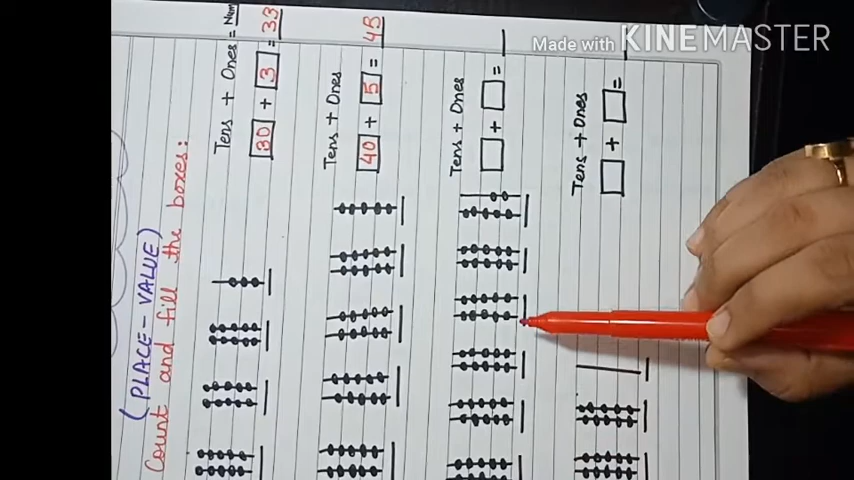 Made with KINEMASTER
(PLACE-VALUE)
Count and fill the boxes:
Tens + Ones = Num
30 + 3 = 33
Tens + Ones
40 + 5 = 45
Tens + Ones
+ =
Tens + Ones
+ =